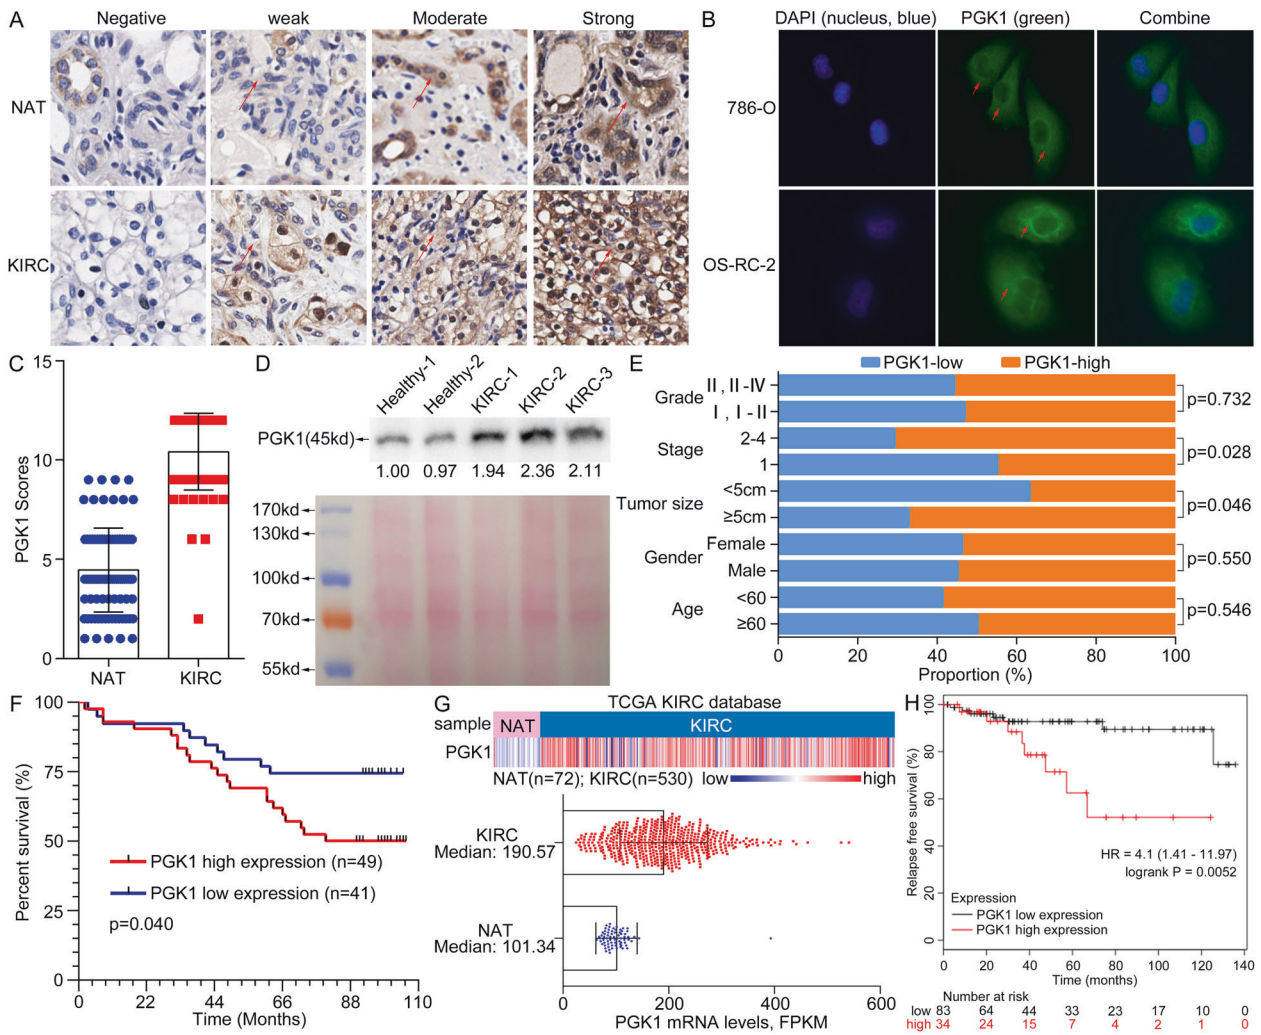 A
Negative weak Moderate Strong
NAT
KIRC
B
DAPI (nucleus, blue) PGK1 (green) Combine
786-O
OS-RC-2
C
15
10
5
0
PGK1 Scores
NAT KIRC
D
Healthy-1 Healthy-2 KIRC-1 KIRC-2 KIRC-3
PGK1(45kd)
1.00 0.97 1.94 2.36 2.11
170kd
130kd
100kd
70kd
55kd
E
PGK1-low PGK1-high
Grade II, II-IV p=0.732
I, I-II
Stage 2-4 p=0.028
1
Tumor size <5cm p=0.046
≥5cm
Gender Female p=0.550
Male
Age <60 p=0.546
≥60
0 20 40 60 80 100
Proportion (%)
F
100
75
50
25
0
Percent survival (%)
PGK1 high expression (n=49)
PGK1 low expression (n=41)
p=0.040
0 22 44 66 88 110
Time (Months)
G
TCGA KIRC database
sample NAT KIRC
PGK1
NAT(n=72); KIRC(n=530) low high
KIRC
Median: 190.57
NAT
Median: 101.34
0 200 400 600
PGK1 mRNA levels, FPKM
H
100
80
60
40
20
0
Relapse free survival (%)
HR = 4.1 (1.41 - 11.97)
logrank P = 0.0052
Expression
PGK1 low expression
PGK1 high expression
0 20 40 60 80 100 120 140
Time (months)
Number at risk
low 83 64 44 33 23 17 10 0
high 34 24 15 7 4 2 1 0